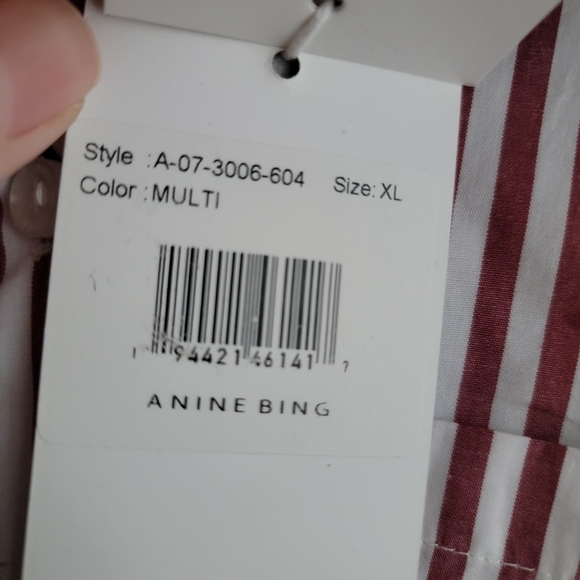 Style :A-07-3006-604 Size: XL
Color :MULTI
1 94421 46141 7
ANINE BING